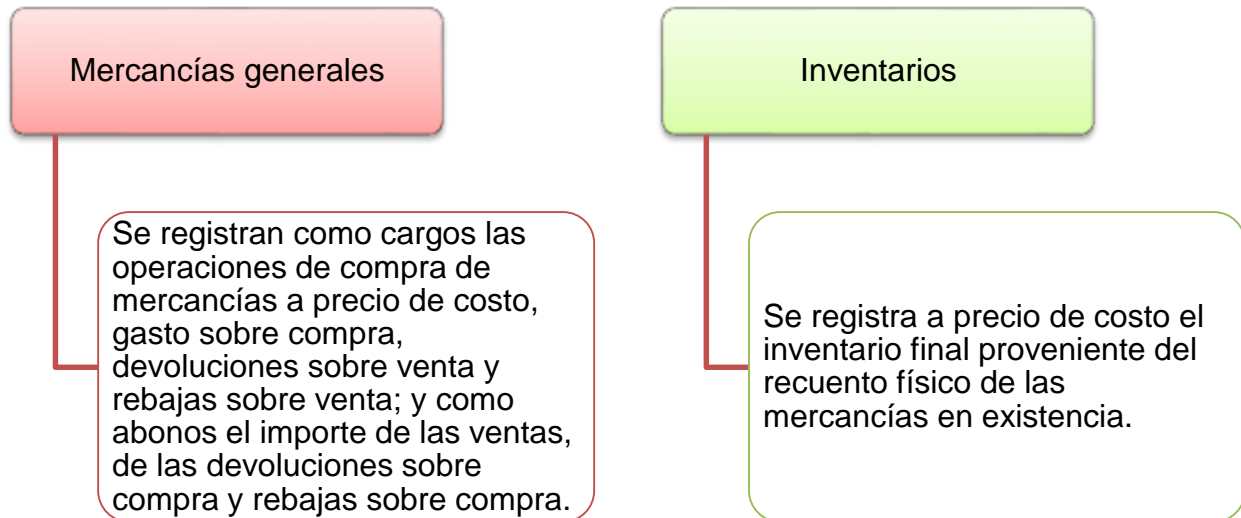 Mercancías generales
Se registran como cargos las
operaciones de compra de
mercancías a precio de costo,
gasto sobre compra,
devoluciones sobre venta y
rebajas sobre venta; y como
abonos el importe de las ventas,
de las devoluciones sobre
compra y rebajas sobre compra.
Inventarios
Se registra a precio de costo el
inventario final proveniente del
recuento físico de las
mercancías en existencia.